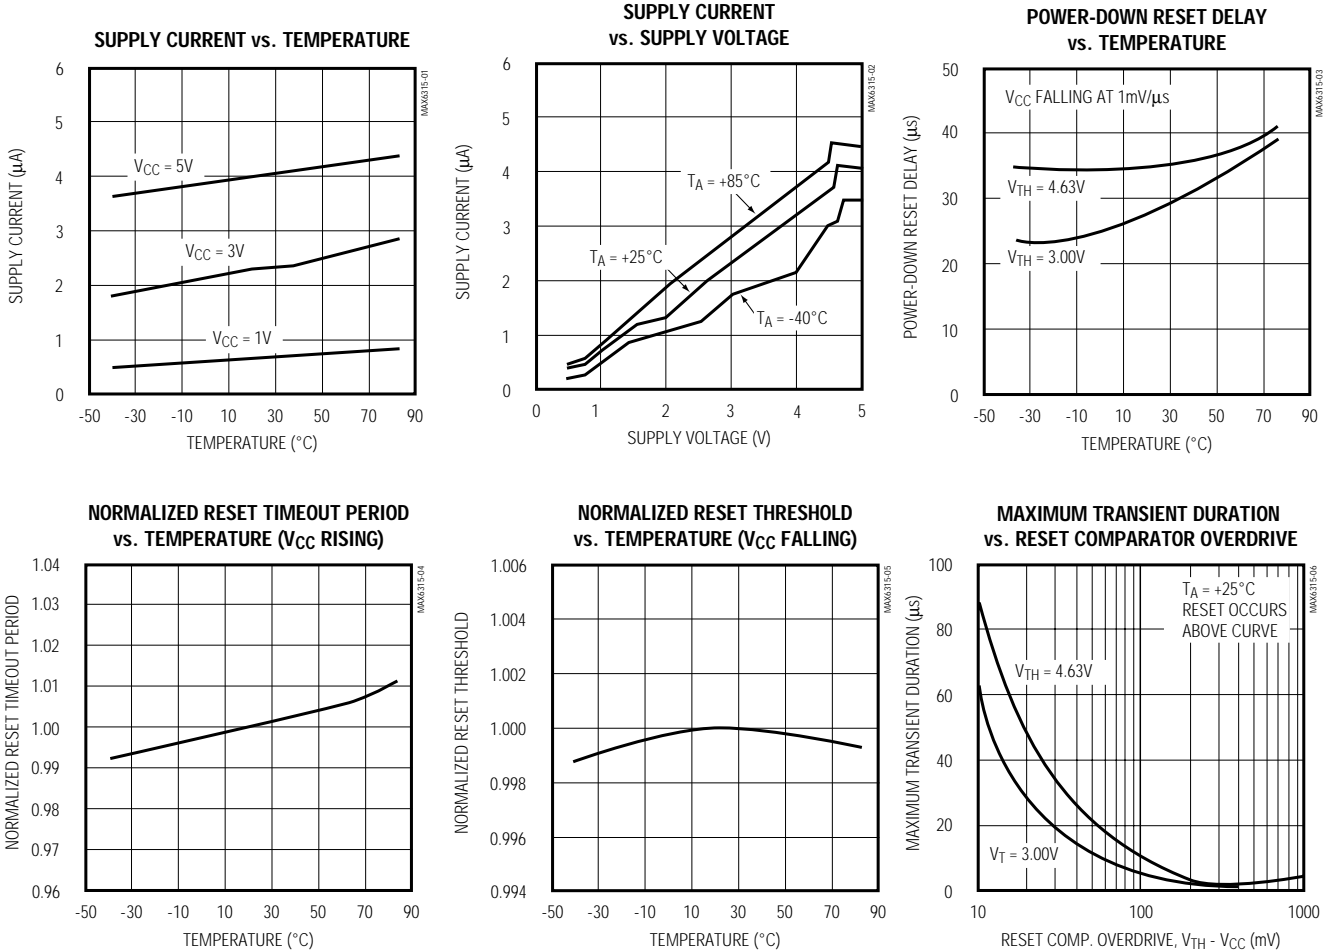 SUPPLY CURRENT vs. TEMPERATURE
6
5
4
3
2
1
0
SUPPLY CURRENT (μA)
VCC = 5V
VCC = 3V
VCC = 1V
MAX6315-01
-50 -30 -10 10 30 50 70 90
TEMPERATURE (°C)
SUPPLY CURRENT
vs. SUPPLY VOLTAGE
6
5
4
3
2
1
0
SUPPLY CURRENT (μA)
TA = +85°C
TA = +25°C
TA = -40°C
MAX6315-02
0 1 2 3 4 5
SUPPLY VOLTAGE (V)
POWER-DOWN RESET DELAY
vs. TEMPERATURE
50
40
30
20
10
0
POWER-DOWN RESET DELAY (μs)
VCC FALLING AT 1mV/μs
VTH = 4.63V
VTH = 3.00V
MAX6315-03
-50 -30 -10 10 30 50 70 90
TEMPERATURE (°C)
NORMALIZED RESET TIMEOUT PERIOD
vs. TEMPERATURE (VCC RISING)
1.04
1.03
1.02
1.01
1.00
0.99
0.98
0.97
0.96
NORMALIZED RESET TIMEOUT PERIOD
MAX6315-04
-50 -30 -10 10 30 50 70 90
TEMPERATURE (°C)
NORMALIZED RESET THRESHOLD
vs. TEMPERATURE (VCC FALLING)
1.006
1.004
1.002
1.000
0.998
0.996
0.994
NORMALIZED RESET THRESHOLD
MAX6315-05
-50 -30 -10 10 30 50 70 90
TEMPERATURE (°C)
MAXIMUM TRANSIENT DURATION
vs. RESET COMPARATOR OVERDRIVE
100
80
60
40
20
0
MAXIMUM TRANSIENT DURATION (μs)
TA = +25°C
RESET OCCURS
ABOVE CURVE
VTH = 4.63V
VT = 3.00V
MAX6315-06
10 100 1000
RESET COMP. OVERDRIVE, VTH - VCC (mV)